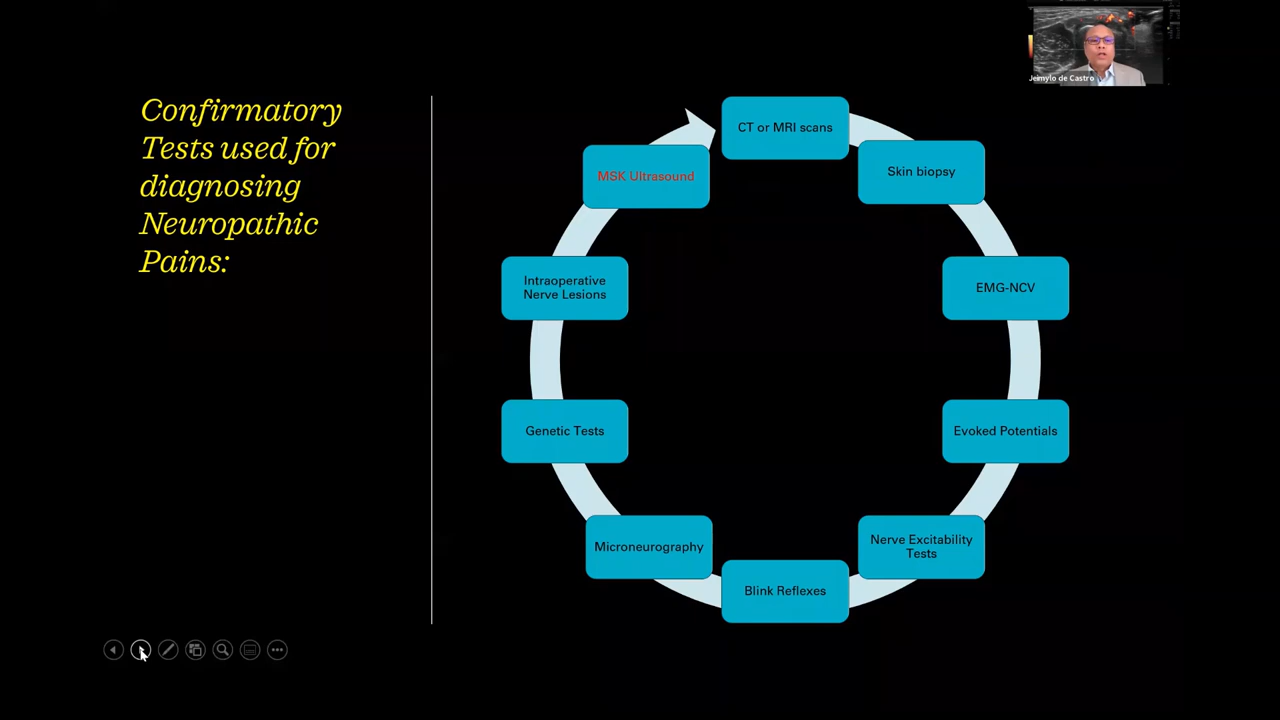 Jeimylo de Castro
Confirmatory
Tests used for
diagnosing
Neuropathic
Pains:
CT or MRI scans
Skin biopsy
EMG-NCV
Evoked Potentials
Nerve Excitability
Tests
Blink Reflexes
Microneurography
Genetic Tests
Intraoperative
Nerve Lesions
MSK Ultrasound